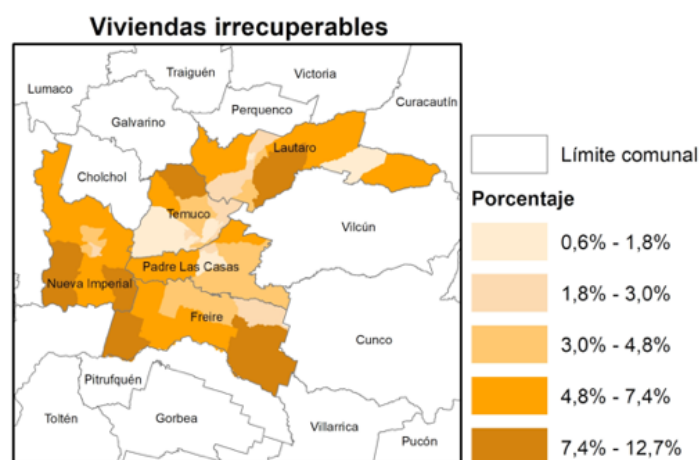 Viviendas irrecuperables
Traiguén
Victoria
Lumaco
Curacautín
Galvarino
Perquenco
Lautaro
Cholchol
Temuco
Vilcún
Padre Las Casas
Nueva Imperial
Freire
Cunco
Pitrufquén
Toltén
Gorbea
Villarrica
Pucón
Límite comunal
Porcentaje
0,6% - 1,8%
1,8% - 3,0%
3,0% - 4,8%
4,8% - 7,4%
7,4% - 12,7%